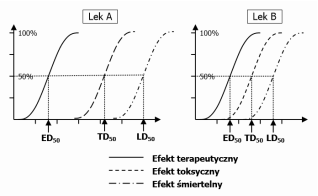 Lek A
Lek B
100%
50%
ED50
TD50
LD50
100%
50%
ED50
TD50
LD50
Efekt terapeutyczny
Efekt toksyczny
Efekt śmiertelny